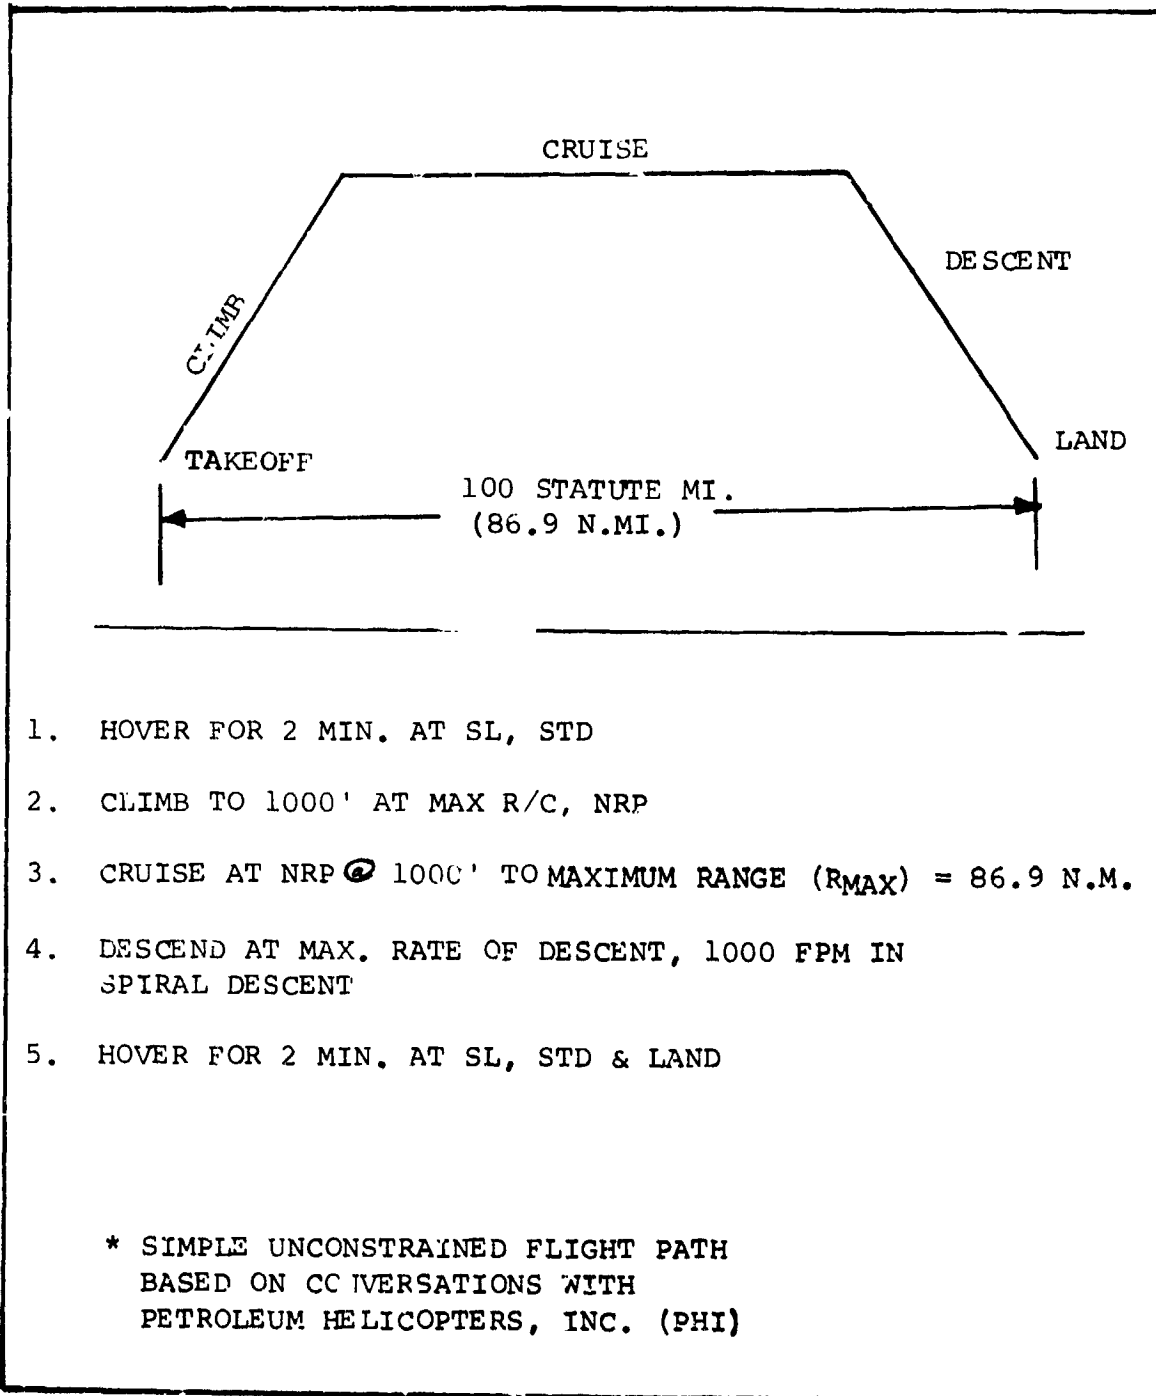 CRUISE
DESCENT
CLIMB
LAND
TAKEOFF
100 STATUTE MI.
(86.9 N.MI.)
1. HOVER FOR 2 MIN. AT SL, STD
2. CLIMB TO 1000' AT MAX R/C, NRP
3. CRUISE AT NRP @ 1000' TO MAXIMUM RANGE (RMAX) = 86.9 N.M.
4. DESCEND AT MAX. RATE OF DESCENT, 1000 FPM IN
SPIRAL DESCENT
5. HOVER FOR 2 MIN. AT SL, STD & LAND
* SIMPLE UNCONSTRAINED FLIGHT PATH
BASED ON CONVERSATIONS WITH
PETROLEUM HELICOPTERS, INC. (PHI)